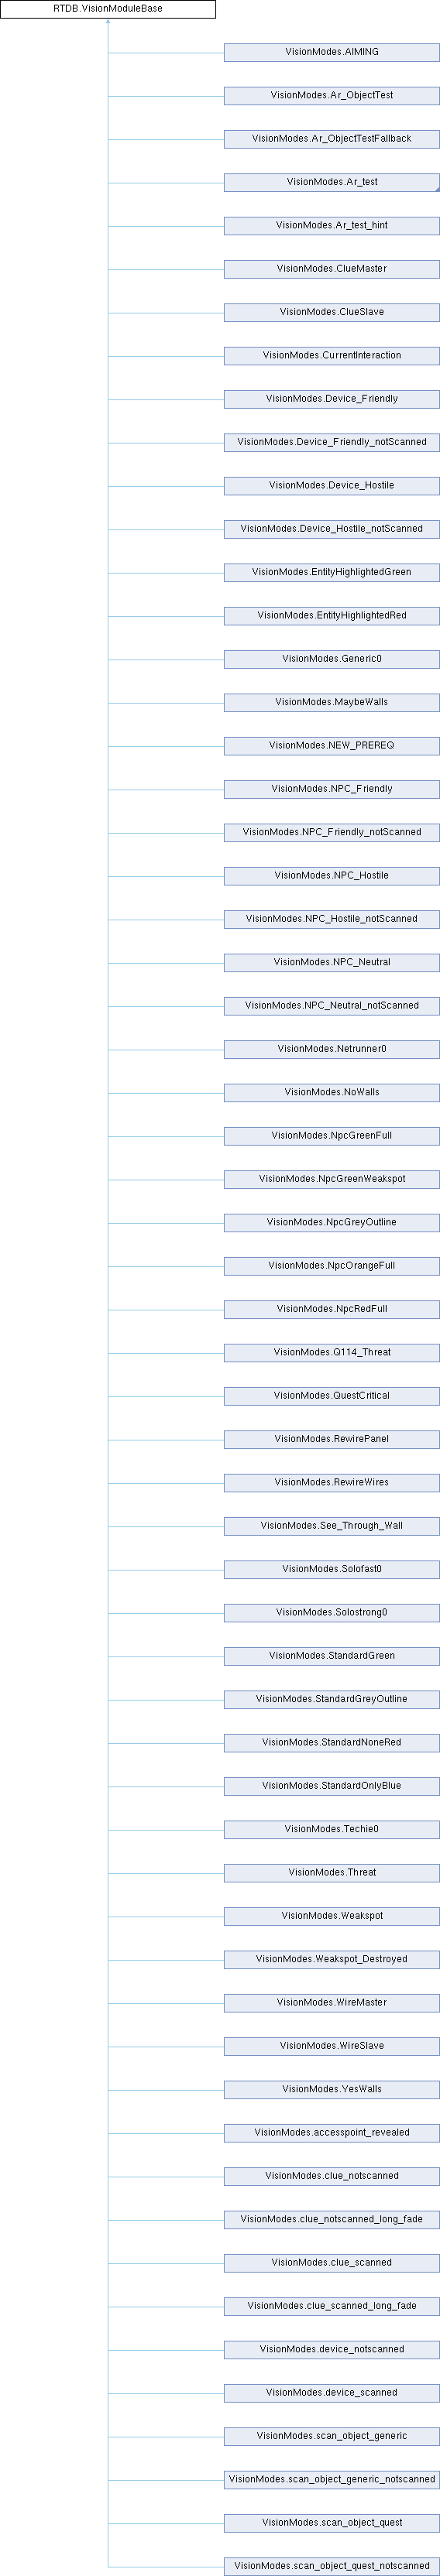 RTDB.VisionModuleBase
VisionModes.AIMING
VisionModes.Ar_ObjectTest
VisionModes.Ar_ObjectTestFallback
VisionModes.Ar_test
VisionModes.Ar_test_hint
VisionModes.ClueMaster
VisionModes.ClueSlave
VisionModes.CurrentInteraction
VisionModes.Device_Friendly
VisionModes.Device_Friendly_notScanned
VisionModes.Device_Hostile
VisionModes.Device_Hostile_notScanned
VisionModes.EntityHighlightedGreen
VisionModes.EntityHighlightedRed
VisionModes.Generic0
VisionModes.MaybeWalls
VisionModes.NEW_PREREQ
VisionModes.NPC_Friendly
VisionModes.NPC_Friendly_notScanned
VisionModes.NPC_Hostile
VisionModes.NPC_Hostile_notScanned
VisionModes.NPC_Neutral
VisionModes.NPC_Neutral_notScanned
VisionModes.Netrunner0
VisionModes.NoWalls
VisionModes.NpcGreenFull
VisionModes.NpcGreenWeakspot
VisionModes.NpcGreyOutline
VisionModes.NpcOrangeFull
VisionModes.NpcRedFull
VisionModes.Q114_Threat
VisionModes.QuestCritical
VisionModes.RewirePanel
VisionModes.RewireWires
VisionModes.See_Through_Wall
VisionModes.Solofast0
VisionModes.Solostrong0
VisionModes.StandardGreen
VisionModes.StandardGreyOutline
VisionModes.StandardNoneRed
VisionModes.StandardOnlyBlue
VisionModes.Techie0
VisionModes.Threat
VisionModes.Weakspot
VisionModes.Weakspot_Destroyed
VisionModes.WireMaster
VisionModes.WireSlave
VisionModes.YesWalls
VisionModes.accesspoint_revealed
VisionModes.clue_notscanned
VisionModes.clue_notscanned_long_fade
VisionModes.clue_scanned
VisionModes.clue_scanned_long_fade
VisionModes.device_notscanned
VisionModes.device_scanned
VisionModes.scan_object_generic
VisionModes.scan_object_generic_notscanned
VisionModes.scan_object_quest
VisionModes.scan_object_quest_notscanned